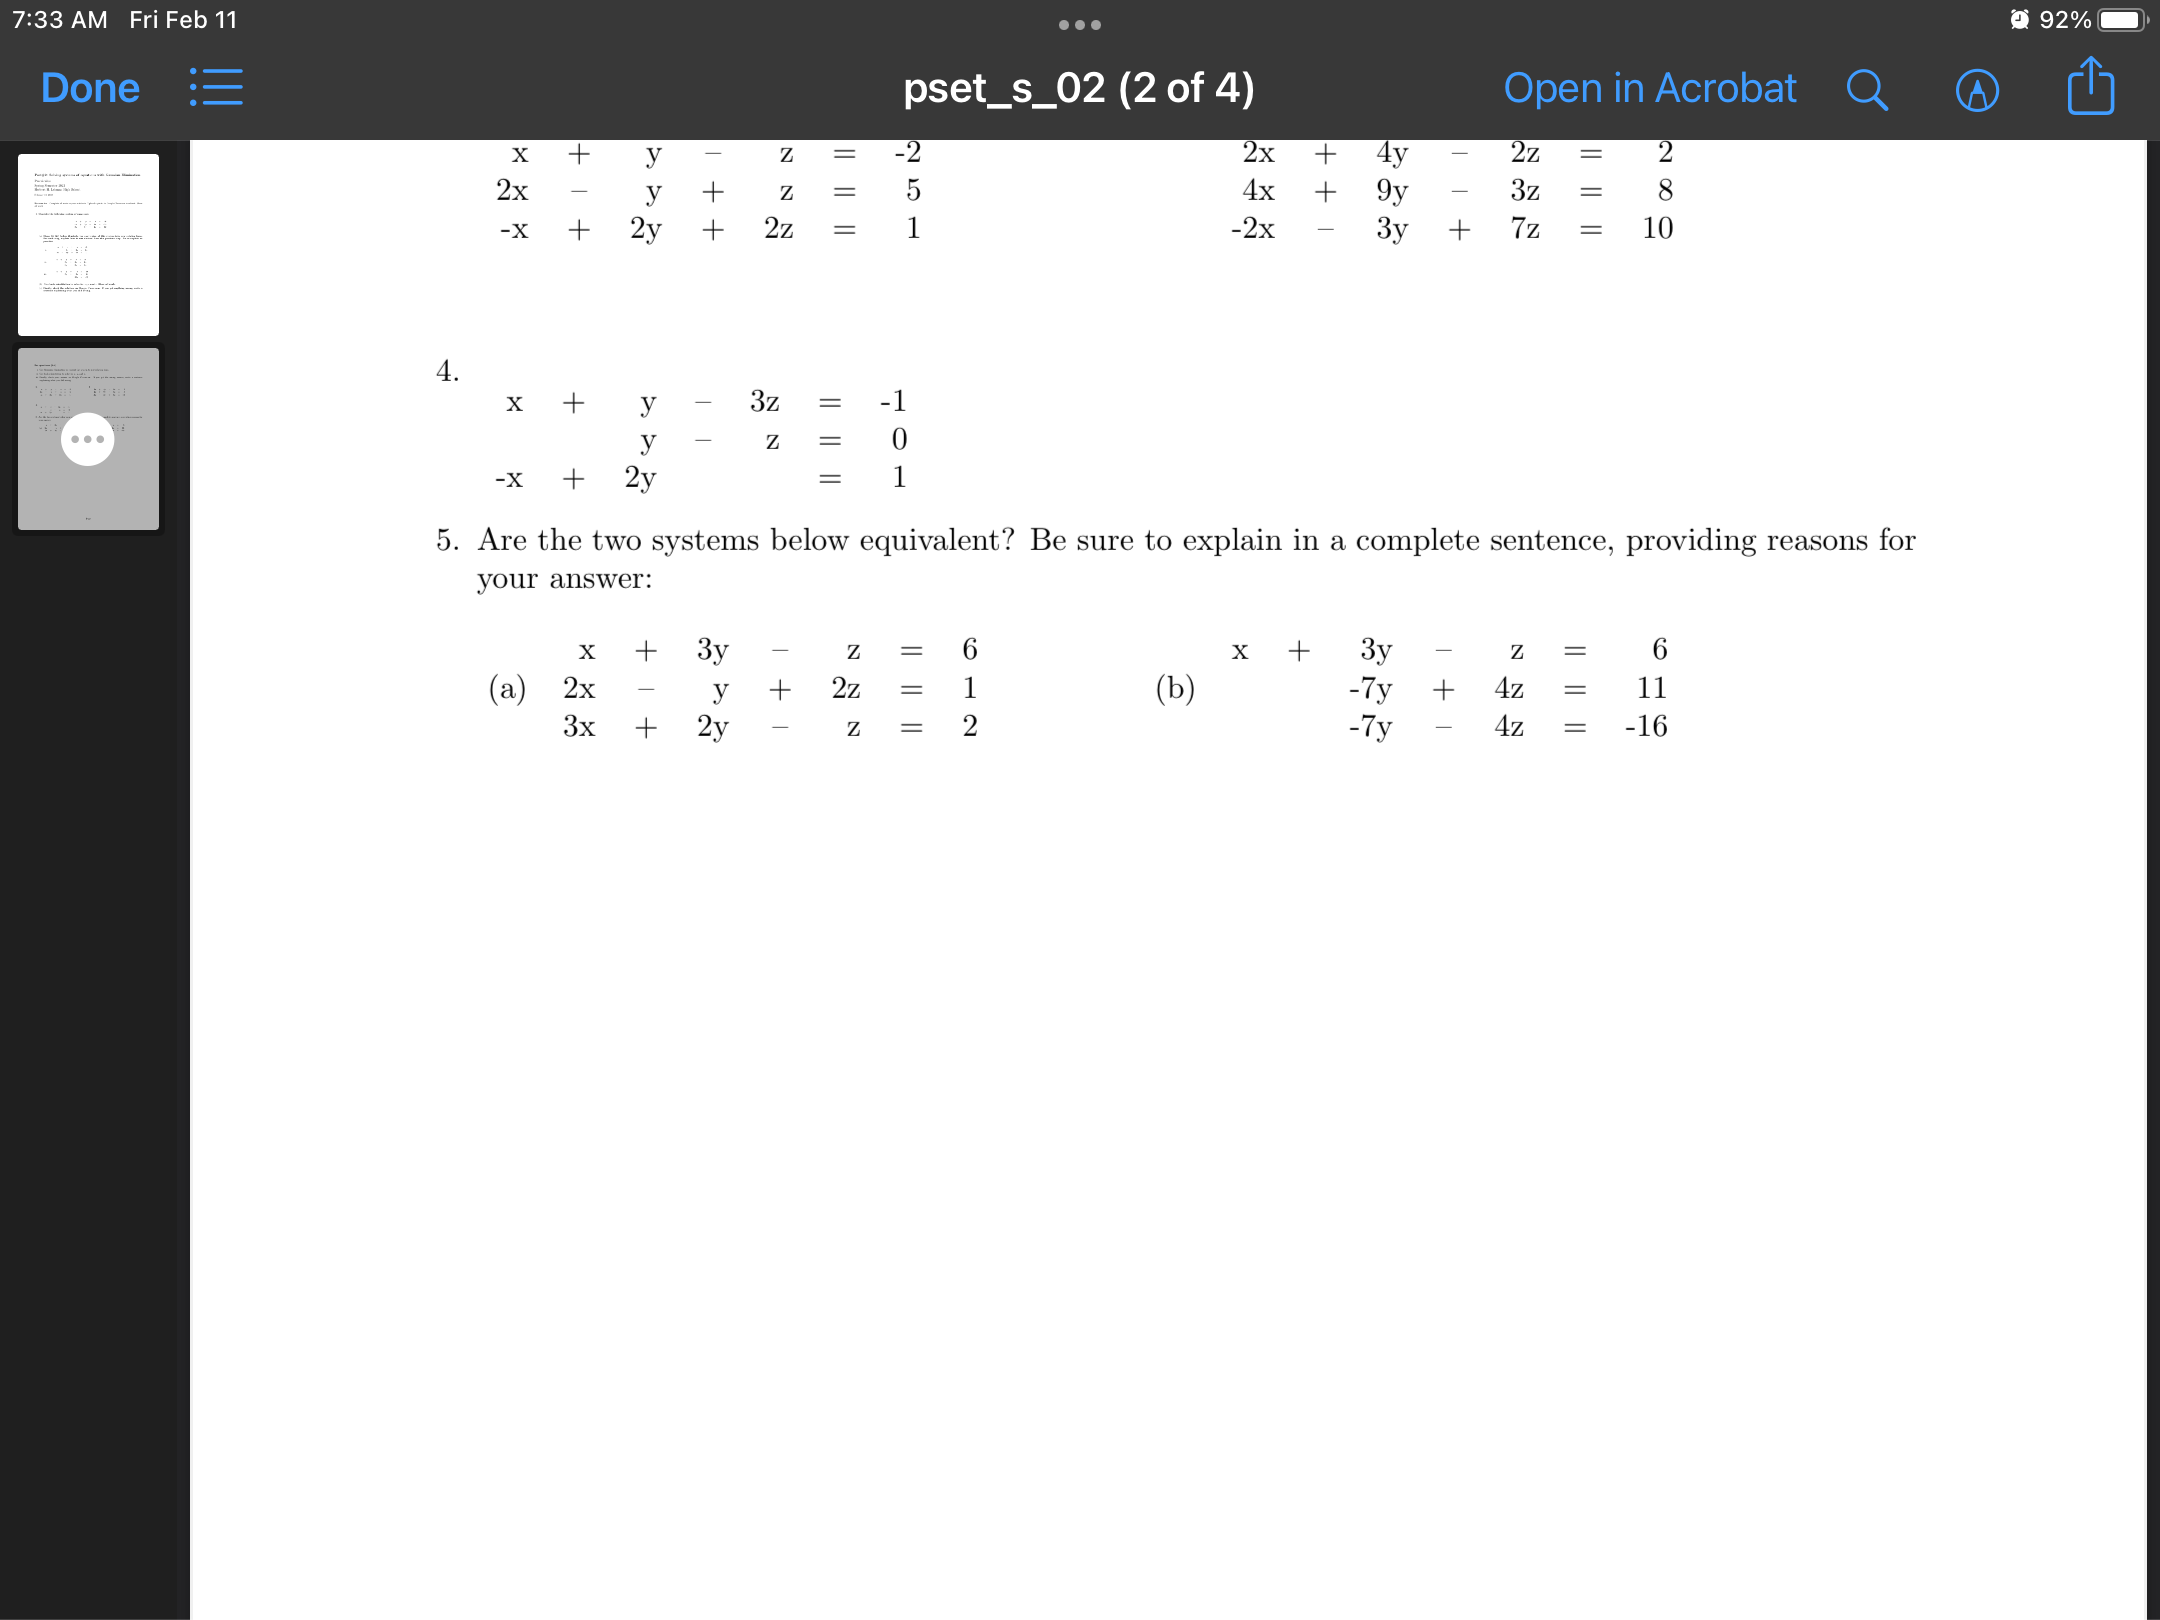 7:33 AM Fri Feb 11
92%
Done
pset_s_02 (2 of 4)
Open in Acrobat
x + y – z = -2
2x – y + z = 5
-x + 2y + 2z = 1
2x + 4y – 2z = 2
4x + 9y – 3z = 8
-2x – 3y + 7z = 10
4.
x + y – 3z = -1
y – z = 0
-x + 2y = 1
5. Are the two systems below equivalent? Be sure to explain in a complete sentence, providing reasons for
your answer:
(a)
x + 3y – z = 6
2x – y + 2z = 1
3x + 2y – z = 2
(b)
x + 3y – z = 6
-7y + 4z = 11
-7y – 4z = -16